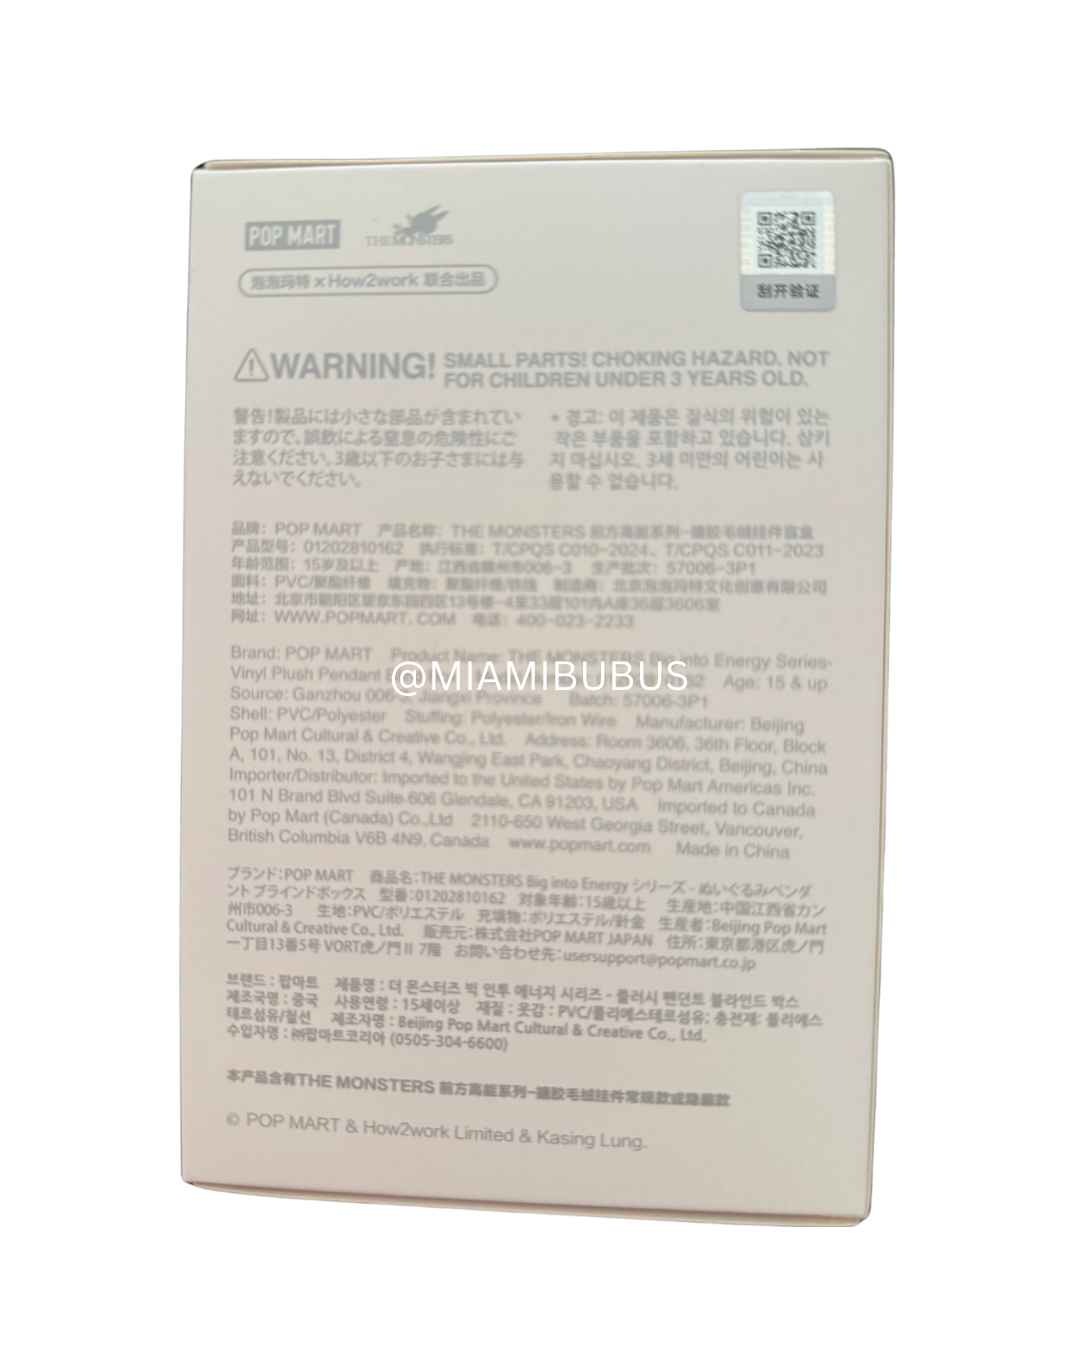 POP MART
THE MONSTERS
泡泡玛特 x How2work 联合出品
刮开验证
WARNING! SMALL PARTS! CHOKING HAZARD. NOT
FOR CHILDREN UNDER 3 YEARS OLD.
警告!製品には小さな部品が含まれてい
ますので、誤飲による窒息の危険性にご
注意ください。3歳以下のお子さまには与
えないでください。
* 경고: 이 제품은 질식의 위험이 있는
작은 부품을 포함하고 있습니다. 삼키
지 마십시오. 3세 미만의 어린이는 사
용할 수 없습니다.
品牌: POP MART 产品名称: THE MONSTERS 前方高能系列-搪胶毛绒挂件盲盒
产品型号: 01202810162 执行标准: T/CPQS C010-2024、T/CPQS C011-2023
年龄范围: 15岁及以上 产地: 江西省赣州市006-3 生产批次: 57006-3P1
面料: PVC/聚酯纤维 填充物: 聚酯纤维/铁线 制造商: 北京泡泡玛特文化创意有限公司
地址: 北京市朝阳区望京东园四区13号楼-4至33层101内A座36层3606室
网址: WWW.POPMART.COM 电话: 400-023-2233
Brand: POP MART Product Name: THE MONSTERS Big into Energy Series-
Vinyl Plush Pendant Age: 15 & up
@MIAMIBUBUS
Source: Ganzhou 006-3, Jiangxi Province Batch: 57006-3P1
Shell: PVC/Polyester Stuffing: Polyester/Iron Wire Manufacturer: Beijing
Pop Mart Cultural & Creative Co., Ltd. Address: Room 3606, 36th Floor, Block
A, 101, No. 13, District 4, Wangjing East Park, Chaoyang District, Beijing, China
Importer/Distributor: Imported to the United States by Pop Mart Americas Inc.
101 N Brand Blvd Suite 606 Glendale, CA 91203, USA Imported to Canada
by Pop Mart (Canada) Co.,Ltd 2110-650 West Georgia Street, Vancouver,
British Columbia V6B 4N9, Canada www.popmart.com Made in China
ブランド:POP MART 商品名:THE MONSTERS Big into Energy シリーズ - ぬいぐるみペンダ
ント ブラインドボックス 型番:01202810162 対象年齢:15歳以上 生産地:中国江西省カン
州市006-3 生地:PVC/ポリエステル 充填物:ポリエステル/針金 生産者:Beijing Pop Mart
Cultural & Creative Co., Ltd. 販売元:株式会社POP MART JAPAN 住所:東京都港区虎ノ門
一丁目13番5号 VORT虎ノ門Ⅱ 7階 お問い合わせ先:usersupport@popmart.co.jp
브랜드 : 팝마트 제품명 : 더 몬스터즈 빅 인투 에너지 시리즈 - 플러시 펜던트 블라인드 박스
제조국명 : 중국 사용연령 : 15세이상 재질 : 옷감 : PVC/폴리에스테르섬유; 충전재: 폴리에스
테르섬유/철선 제조자명 : Beijing Pop Mart Cultural & Creative Co., Ltd.
수입자명 : ㈜팝마트코리아 (0505-304-6600)
本产品含有THE MONSTERS 前方高能系列-搪胶毛绒挂件常规款或隐藏款
© POP MART & How2work Limited & Kasing Lung.